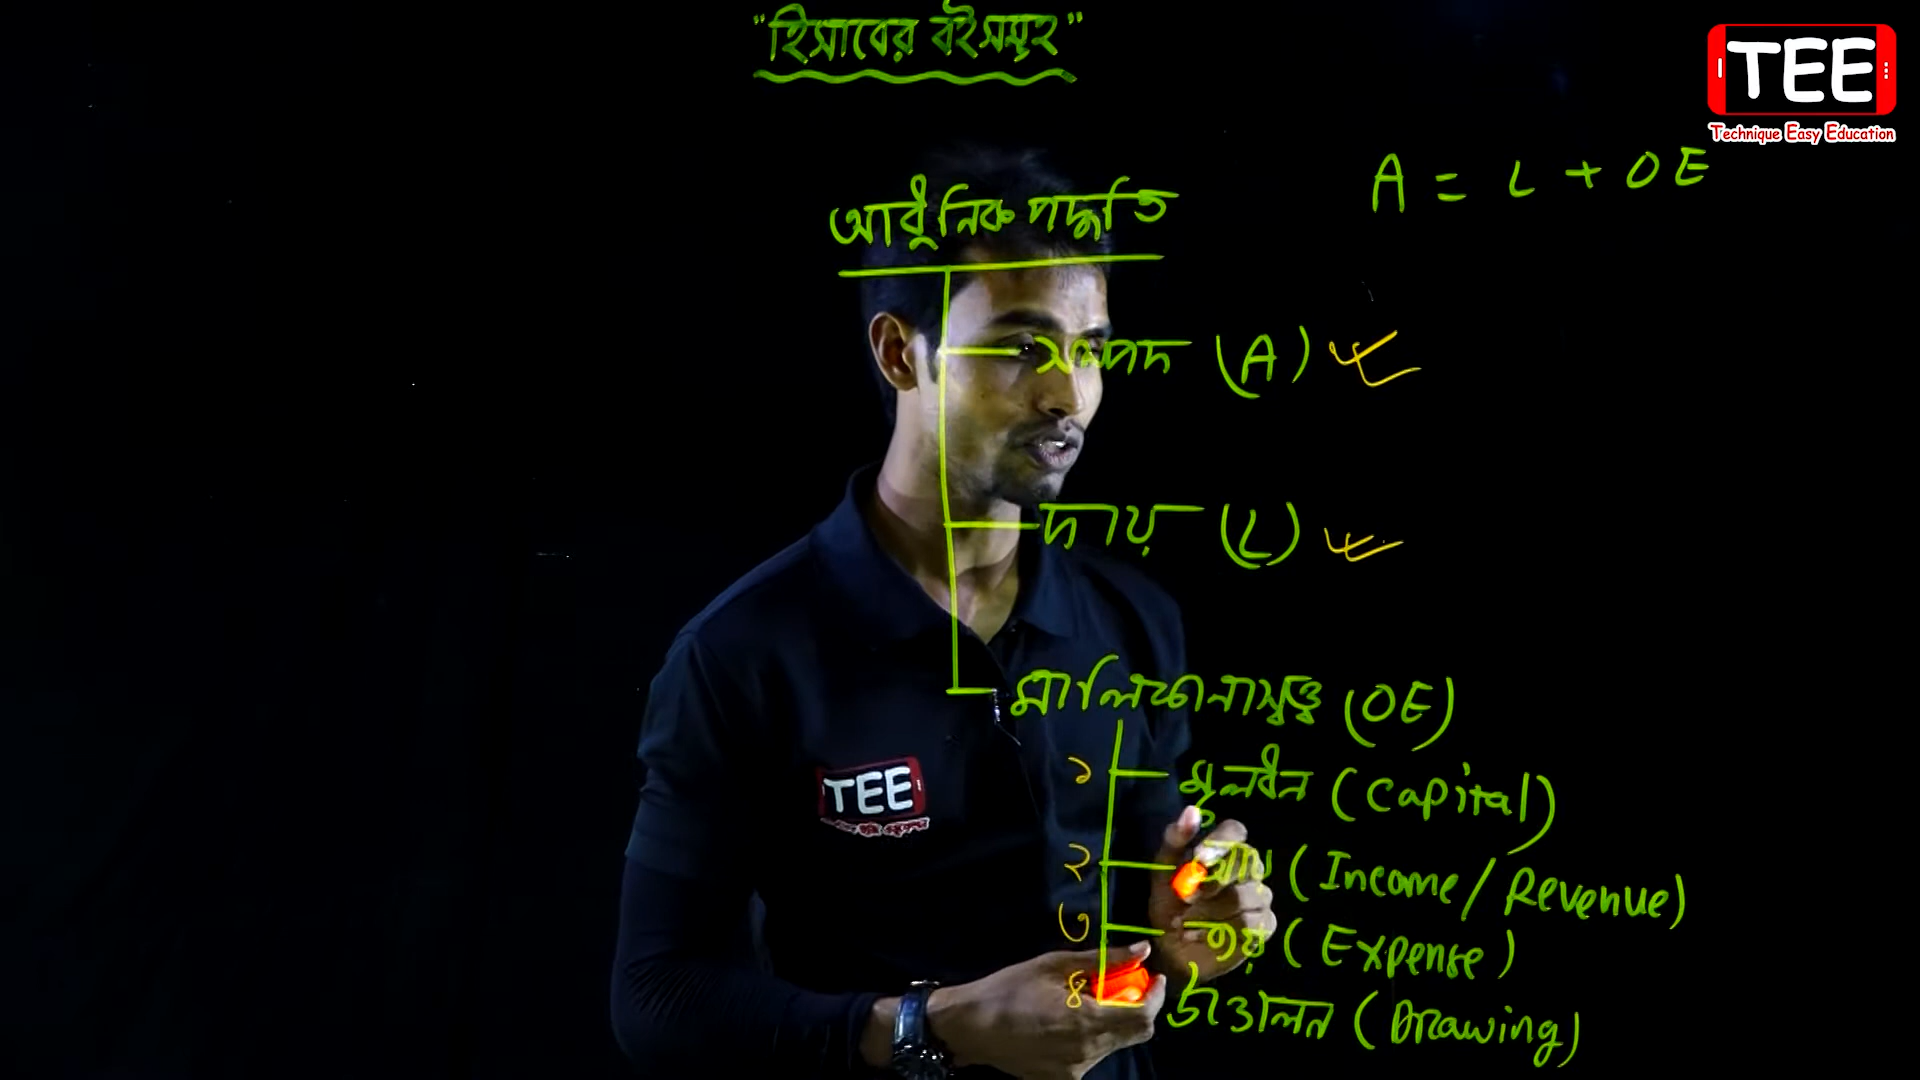 "হিসাবের বইসমূহ"
TEE
Technique Easy Education
A = L + OE
আধুনিক পদ্ধতি
সম্পদ (A)
দায় (L)
মালিকানাস্বত্ব (OE)
১ মূলধন (Capital)
২ আয় (Income/Revenue)
৩ ব্যয় (Expense)
৪ উত্তোলন (Drawing)
TEE